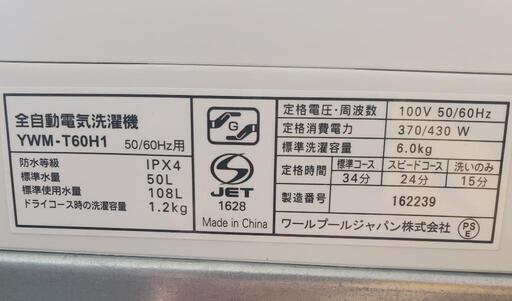 全自動電気洗濯機
YWM-T60H1 50/60Hz用
防水等級 IPX4
標準水量 50L
標準使用水量 108L
ドライコース時の洗濯容量 1.2kg
G
S
JET
1628
Made in China
定格電圧・周波数 100V 50/60Hz
定格消費電力 370/430 W
標準洗濯容量 6.0kg
定格時間 標準コース スピードコース 洗いのみ
34分 24分 15分
製造番号 162239
ワールプールジャパン株式会社 PS E